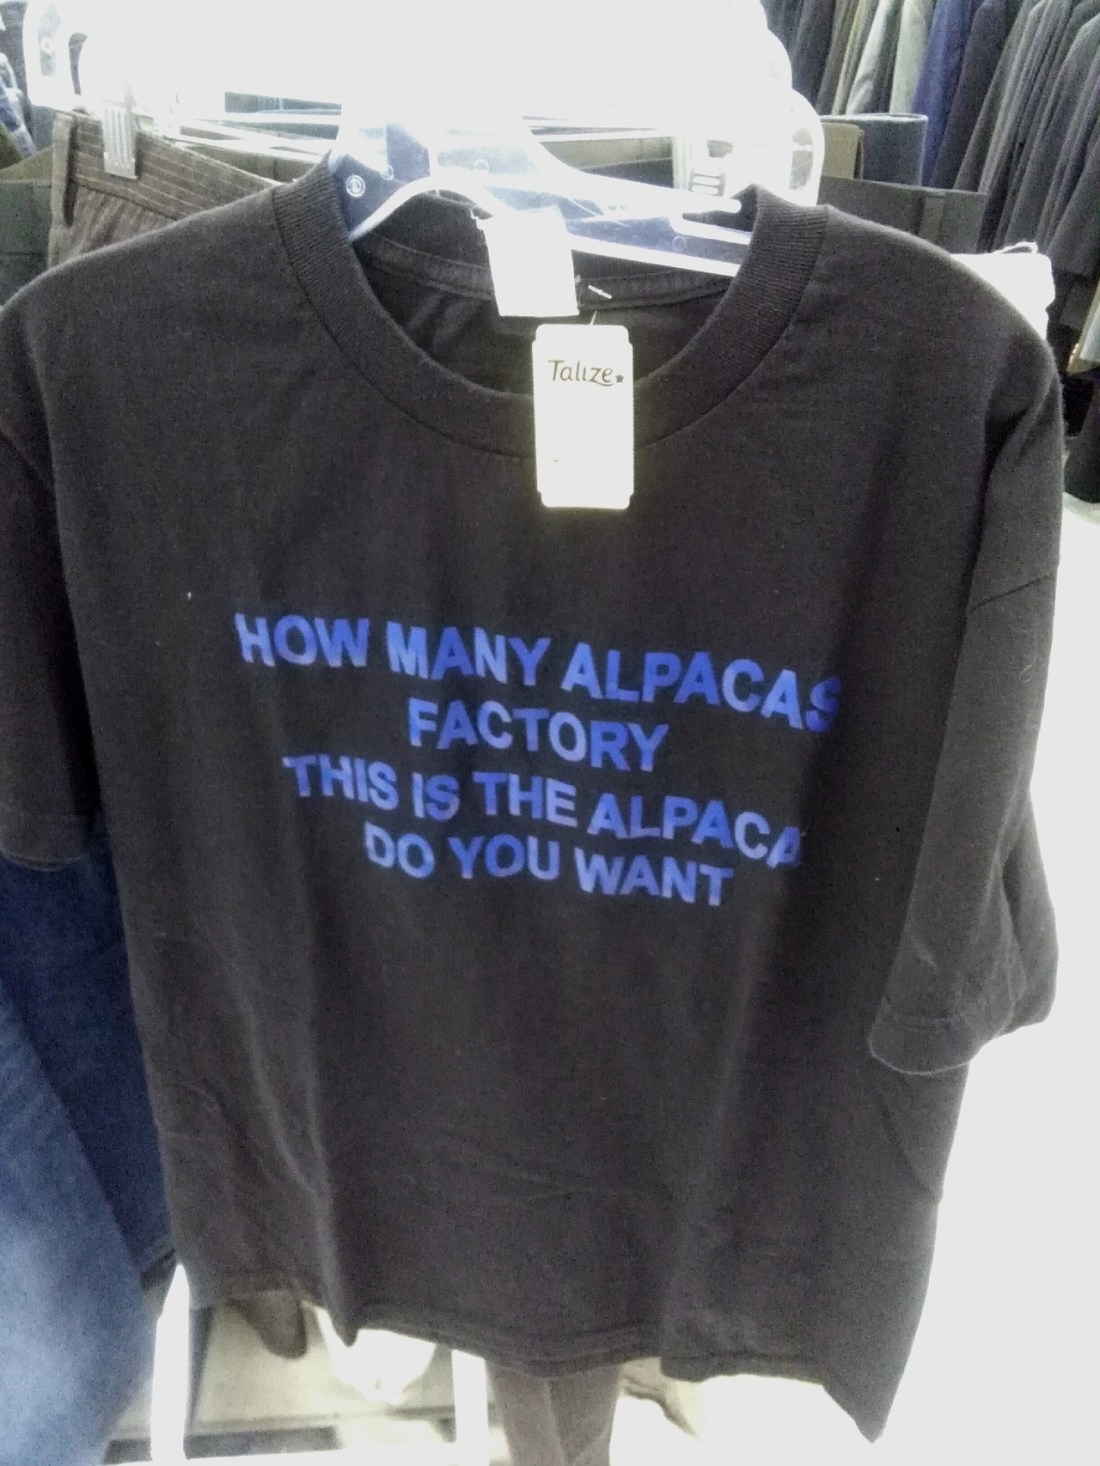 Talize
HOW MANY ALPACAS
FACTORY
THIS IS THE ALPACA
DO YOU WANT